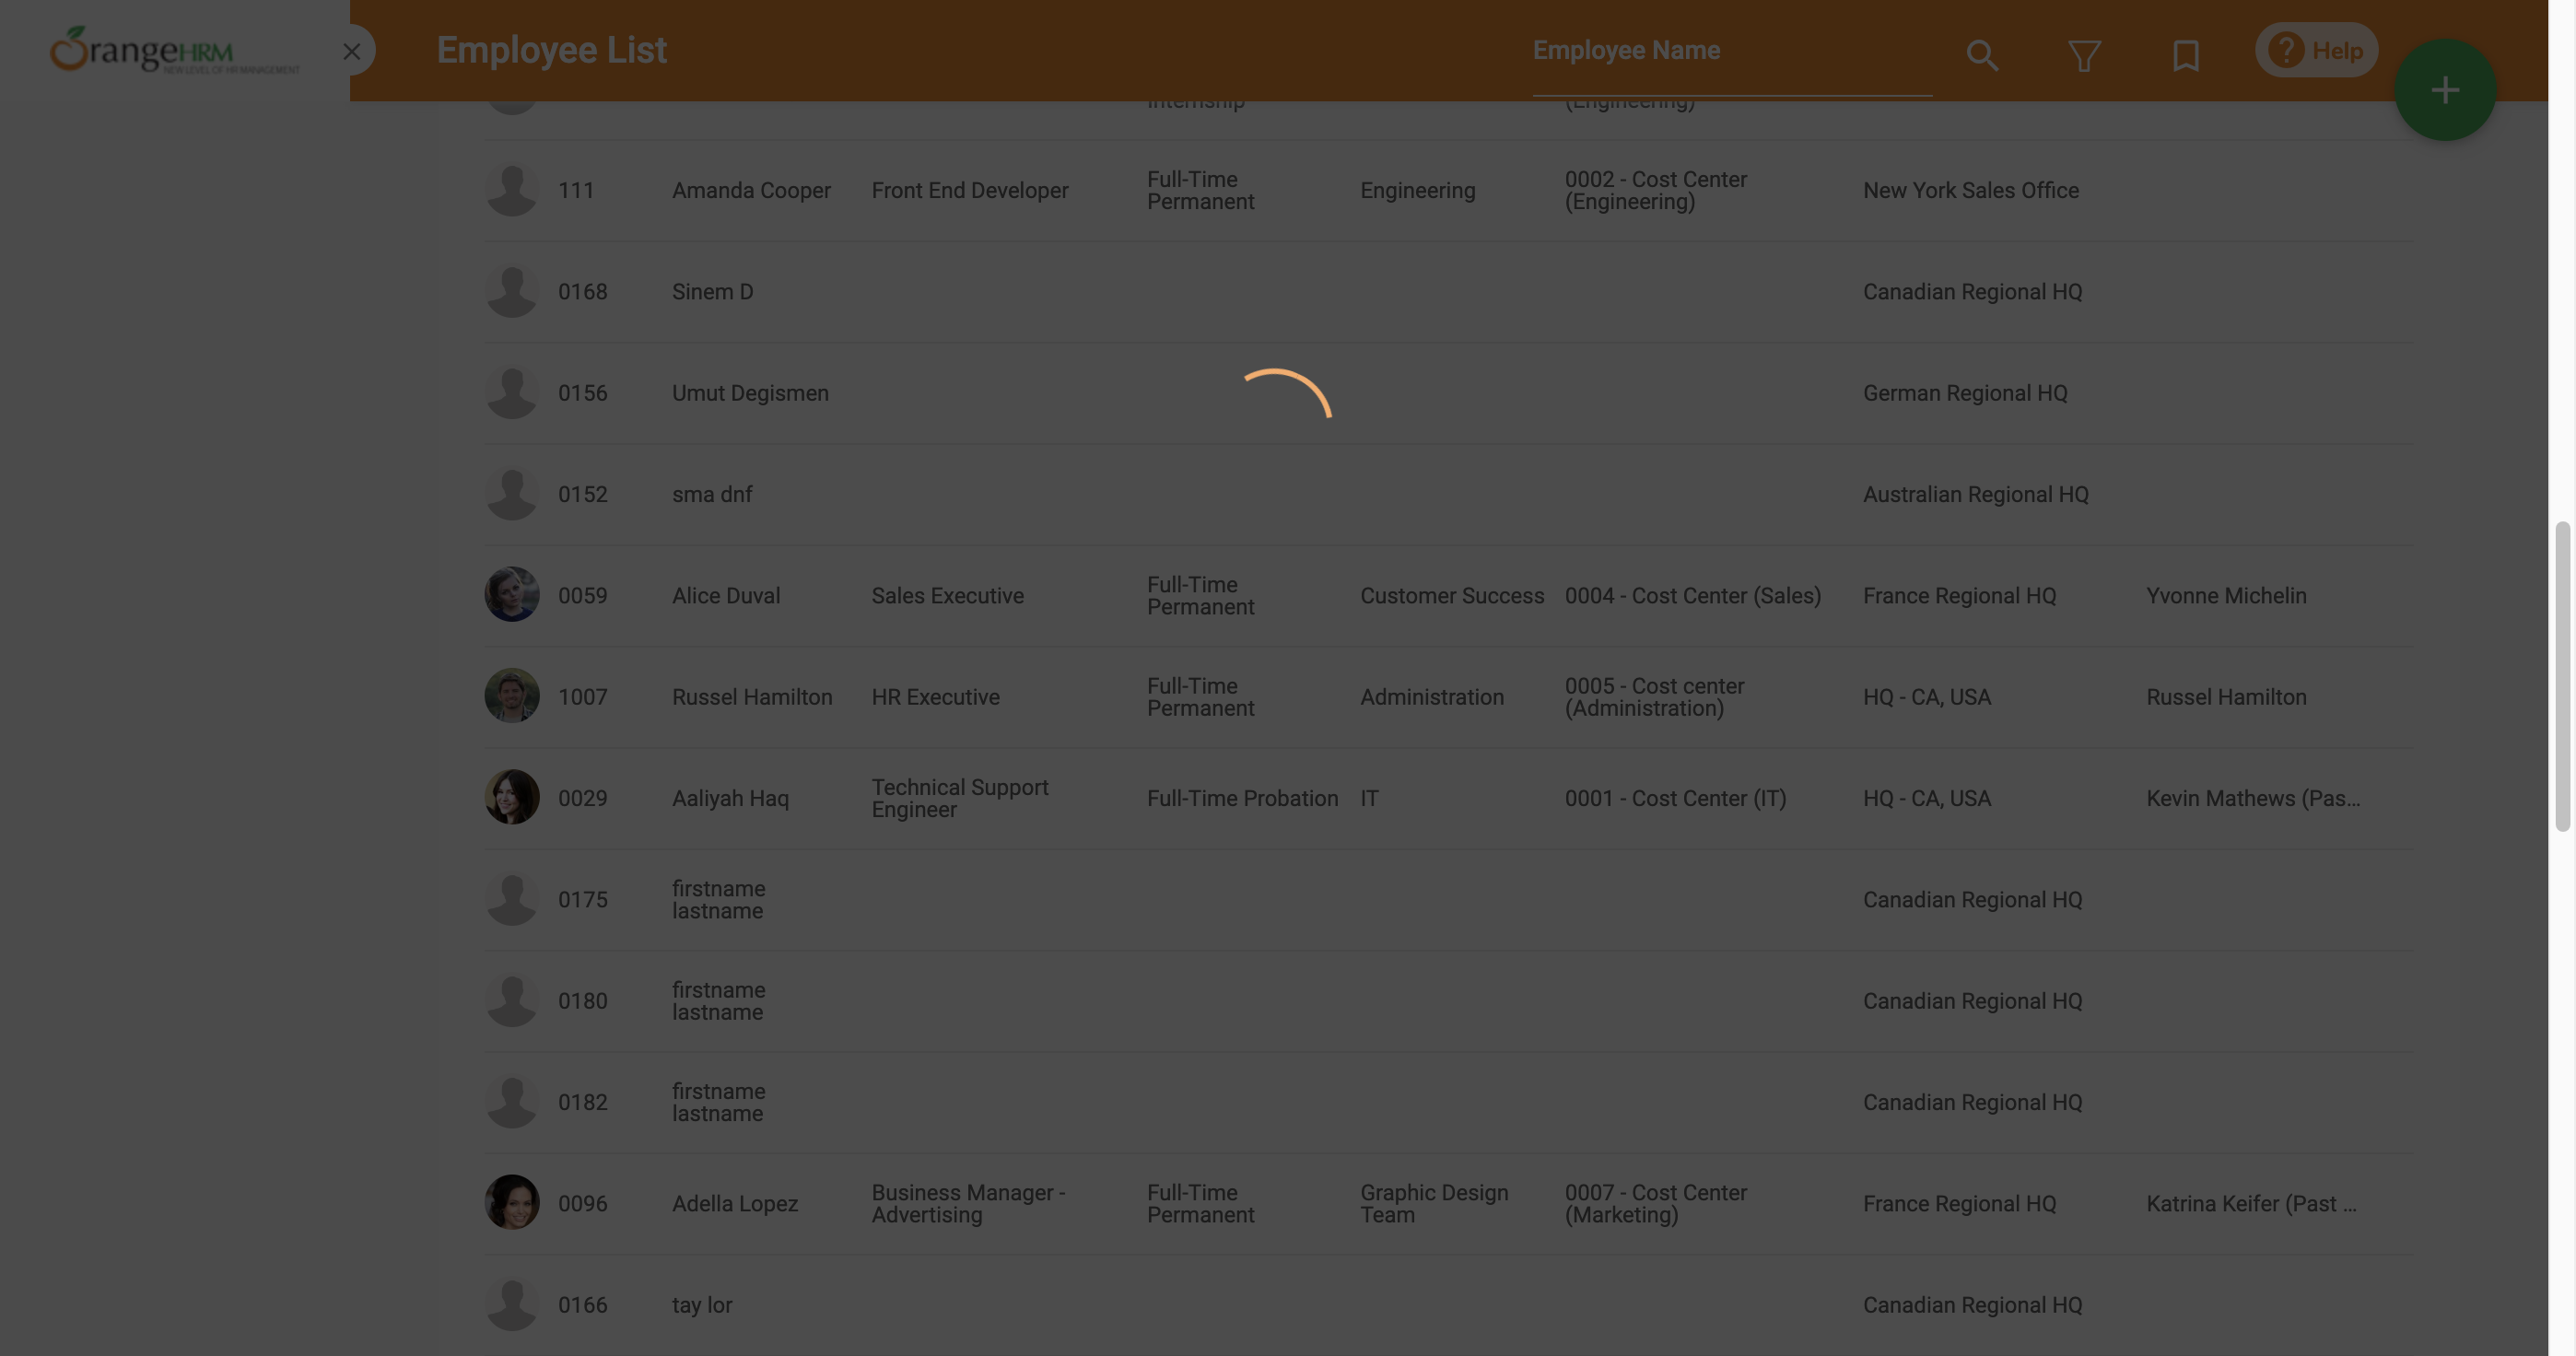 OrangeHRM
NEW LEVEL OF HR MANAGEMENT
Employee List
Employee Name
Help
Internship
(Engineering)
111 Amanda Cooper Front End Developer Full-Time Permanent Engineering 0002 - Cost Center (Engineering) New York Sales Office
0168 Sinem D Canadian Regional HQ
0156 Umut Degismen German Regional HQ
0152 sma dnf Australian Regional HQ
0059 Alice Duval Sales Executive Full-Time Permanent Customer Success 0004 - Cost Center (Sales) France Regional HQ Yvonne Michelin
1007 Russel Hamilton HR Executive Full-Time Permanent Administration 0005 - Cost center (Administration) HQ - CA, USA Russel Hamilton
0029 Aaliyah Haq Technical Support Engineer Full-Time Probation IT 0001 - Cost Center (IT) HQ - CA, USA Kevin Mathews (Pas...
0175 firstname lastname Canadian Regional HQ
0180 firstname lastname Canadian Regional HQ
0182 firstname lastname Canadian Regional HQ
0096 Adella Lopez Business Manager - Advertising Full-Time Permanent Graphic Design Team 0007 - Cost Center (Marketing) France Regional HQ Katrina Keifer (Past ...
0166 tay lor Canadian Regional HQ